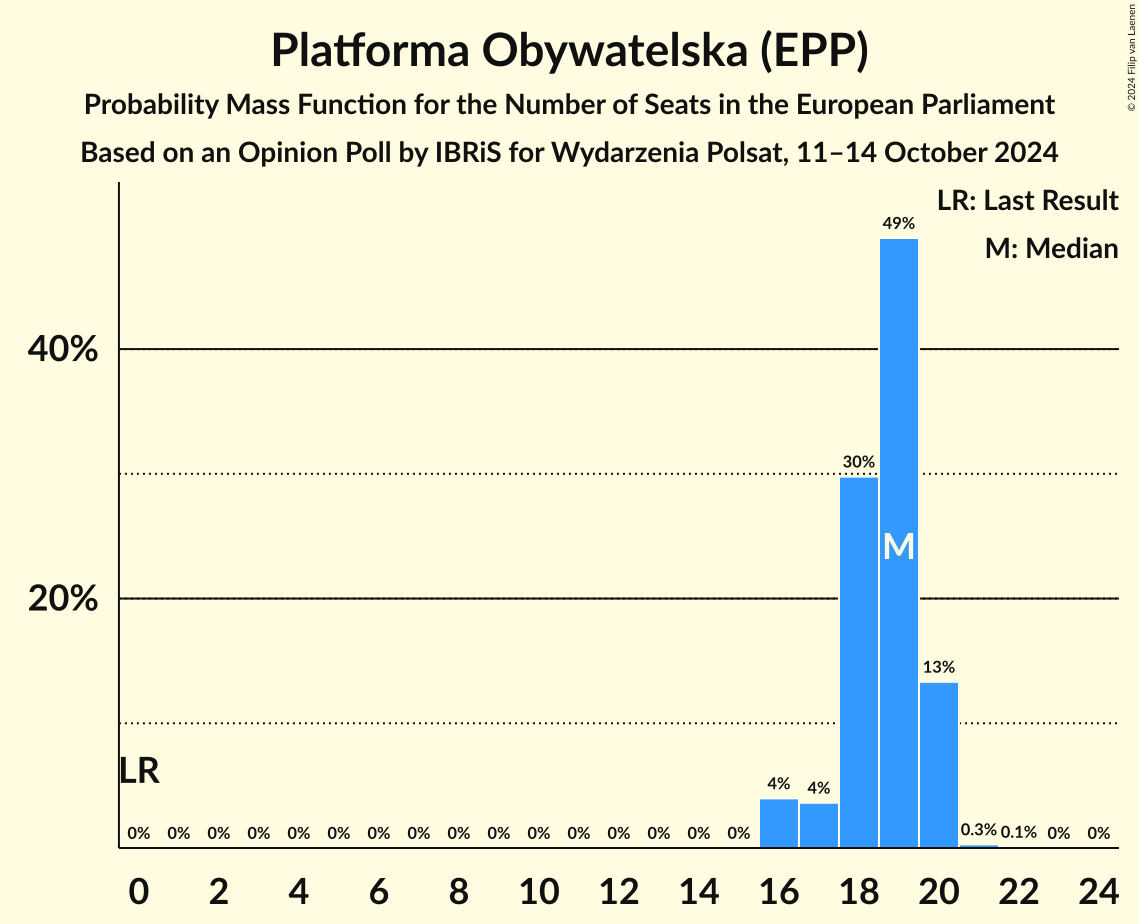 Platforma Obywatelska (EPP)
Probability Mass Function for the Number of Seats in the European Parliament
Based on an Opinion Poll by IBRiS for Wydarzenia Polsat, 11–14 October 2024
© 2024 Filip van Laenen
LR: Last Result
M: Median
40%
20%
LR
M
0% 0% 0% 0% 0% 0% 0% 0% 0% 0% 0% 0% 0% 0% 0% 0% 4% 4% 30% 49% 13% 0.3% 0.1% 0% 0%
0 2 4 6 8 10 12 14 16 18 20 22 24